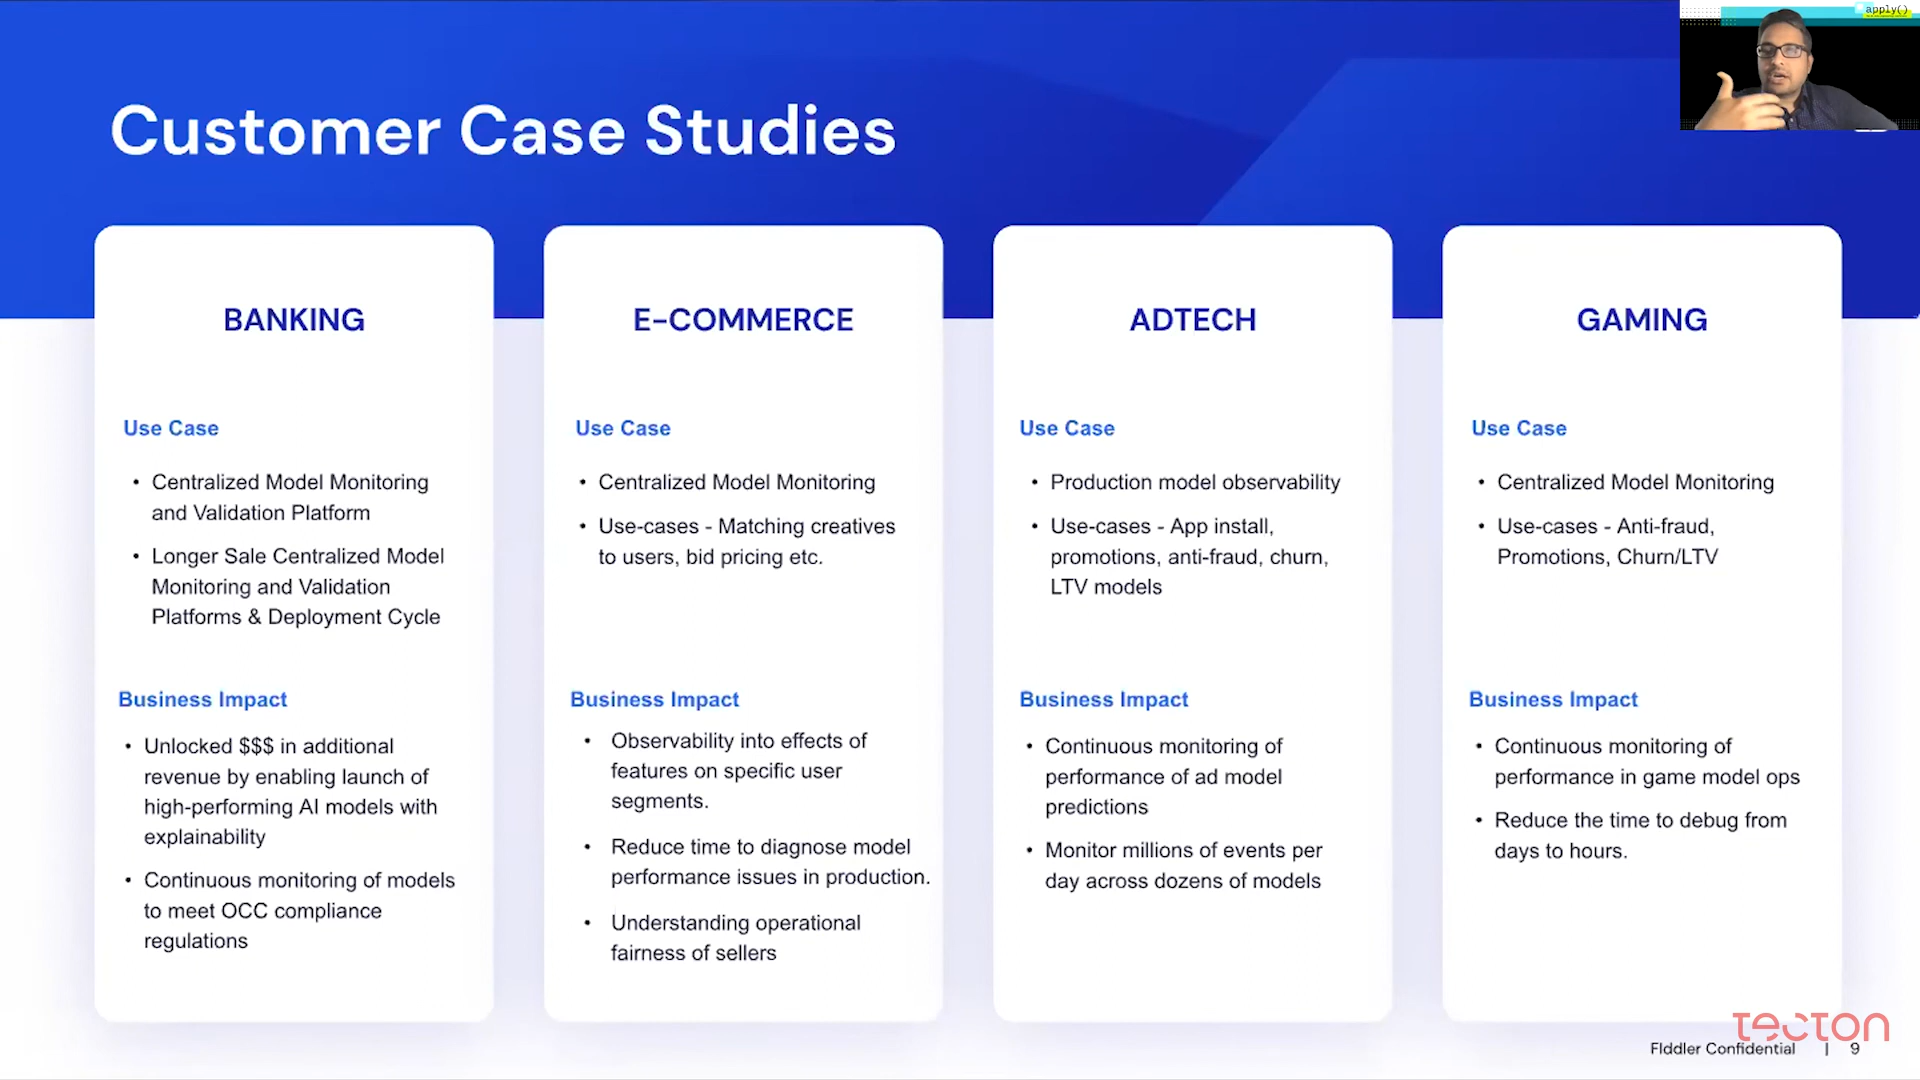 apply()
Customer Case Studies
BANKING
Use Case
• Centralized Model Monitoring
and Validation Platform
• Longer Sale Centralized Model
Monitoring and Validation
Platforms & Deployment Cycle
Business Impact
• Unlocked $$$ in additional
revenue by enabling launch of
high-performing AI models with
explainability
• Continuous monitoring of models
to meet OCC compliance
regulations
E-COMMERCE
Use Case
• Centralized Model Monitoring
• Use-cases - Matching creatives
to users, bid pricing etc.
Business Impact
• Observability into effects of
features on specific user
segments.
• Reduce time to diagnose model
performance issues in production.
• Understanding operational
fairness of sellers
ADTECH
Use Case
• Production model observability
• Use-cases - App install,
promotions, anti-fraud, churn,
LTV models
Business Impact
• Continuous monitoring of
performance of ad model
predictions
• Monitor millions of events per
day across dozens of models
GAMING
Use Case
• Centralized Model Monitoring
• Use-cases - Anti-fraud,
Promotions, Churn/LTV
Business Impact
• Continuous monitoring of
performance in game model ops
• Reduce the time to debug from
days to hours.
tecton
FIddler Confidential | 9